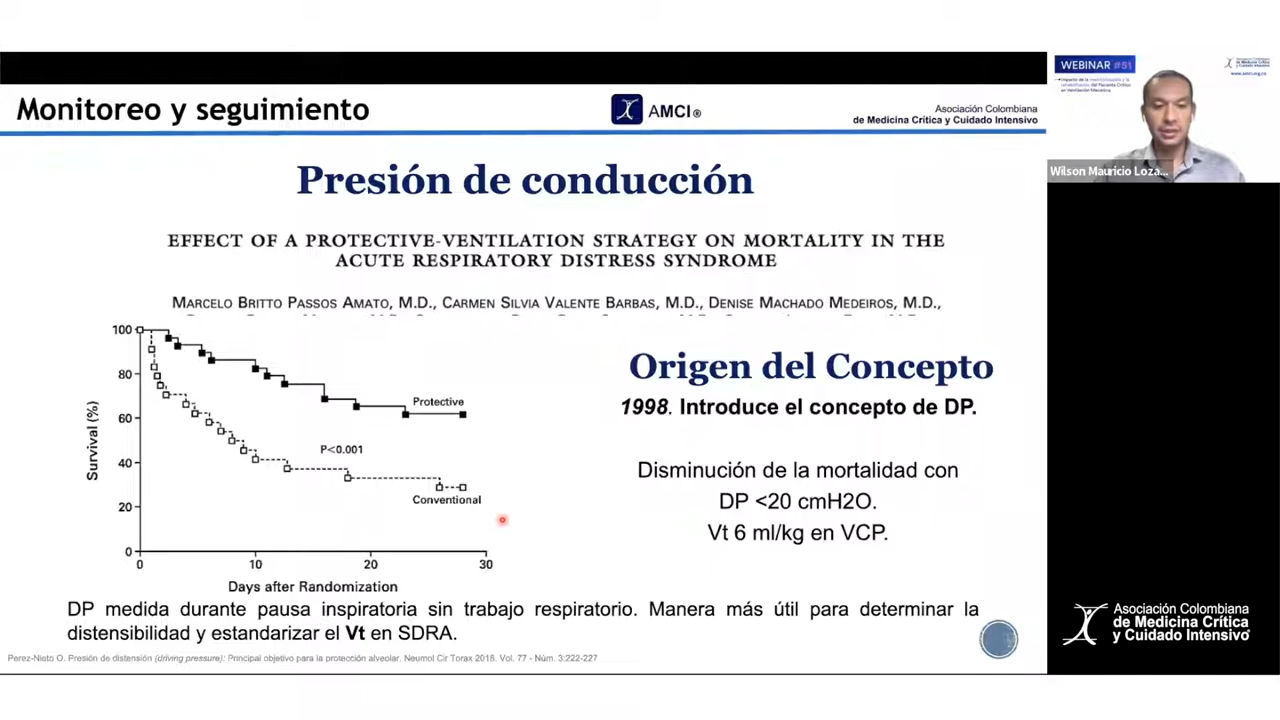 Monitoreo y seguimiento
AMCI®
Asociación Colombiana
de Medicina Crítica y Cuidado Intensivo
Presión de conducción
EFFECT OF A PROTECTIVE-VENTILATION STRATEGY ON MORTALITY IN THE
ACUTE RESPIRATORY DISTRESS SYNDROME
MARCELO BRITTO PASSOS AMATO, M.D., CARMEN SILVIA VALENTE BARBAS, M.D., DENISE MACHADO MEDEIROS, M.D.,
100
80
60
40
20
0
Survival (%)
Protective
P<0.001
Conventional
0 10 20 30
Days after Randomization
Origen del Concepto
1998. Introduce el concepto de DP.
Disminución de la mortalidad con
DP <20 cmH2O.
Vt 6 ml/kg en VCP.
DP medida durante pausa inspiratoria sin trabajo respiratorio. Manera más útil para determinar la
distensibilidad y estandarizar el Vt en SDRA.
Perez-Nieto O. Presión de distensión (driving pressure): Principal objetivo para la protección alveolar. Neumol Cir Torax 2018. Vol. 77 - Núm. 3:222-227
WEBINAR #51
Wilson Mauricio Loza...
Asociación Colombiana
de Medicina Crítica
y Cuidado Intensivo